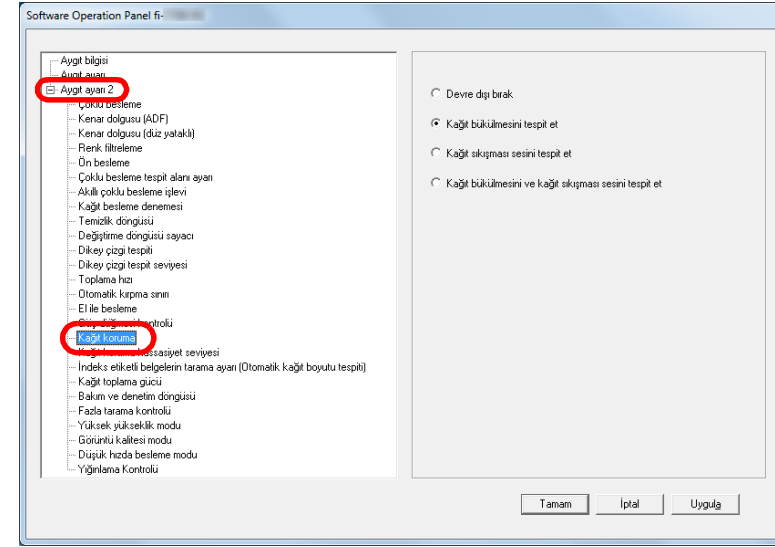 Software Operation Panel fi-
Aygıt bilgisi
Aygıt ayarı
Aygıt ayarı 2
Çoklu besleme
Kenar dolgusu (ADF)
Kenar dolgusu (düz yataklı)
Renk filtreleme
Ön besleme
Çoklu besleme tespit alanı ayarı
Akıllı çoklu besleme işlevi
Kağıt besleme denemesi
Temizlik döngüsü
Değiştirme döngüsü sayacı
Dikey çizgi tespiti
Dikey çizgi tespit seviyesi
Toplama hızı
Otomatik kırpma sınırı
El ile besleme
Güç düğmesi kontrolü
Kağıt koruma
Kağıt koruma hassasiyet seviyesi
İndeks etiketli belgelerin tarama ayarı (Otomatik kağıt boyutu tespiti)
Kağıt toplama gücü
Bakım ve denetim döngüsü
Fazla tarama kontrolü
Yüksek yükseklik modu
Görüntü kalitesi modu
Düşük hızda besleme modu
Yığınlama Kontrolü
Devre dışı bırak
Kağıt bükülmesini tespit et
Kağıt sıkışması sesini tespit et
Kağıt bükülmesini ve kağıt sıkışması sesini tespit et
Tamam
İptal
Uygula